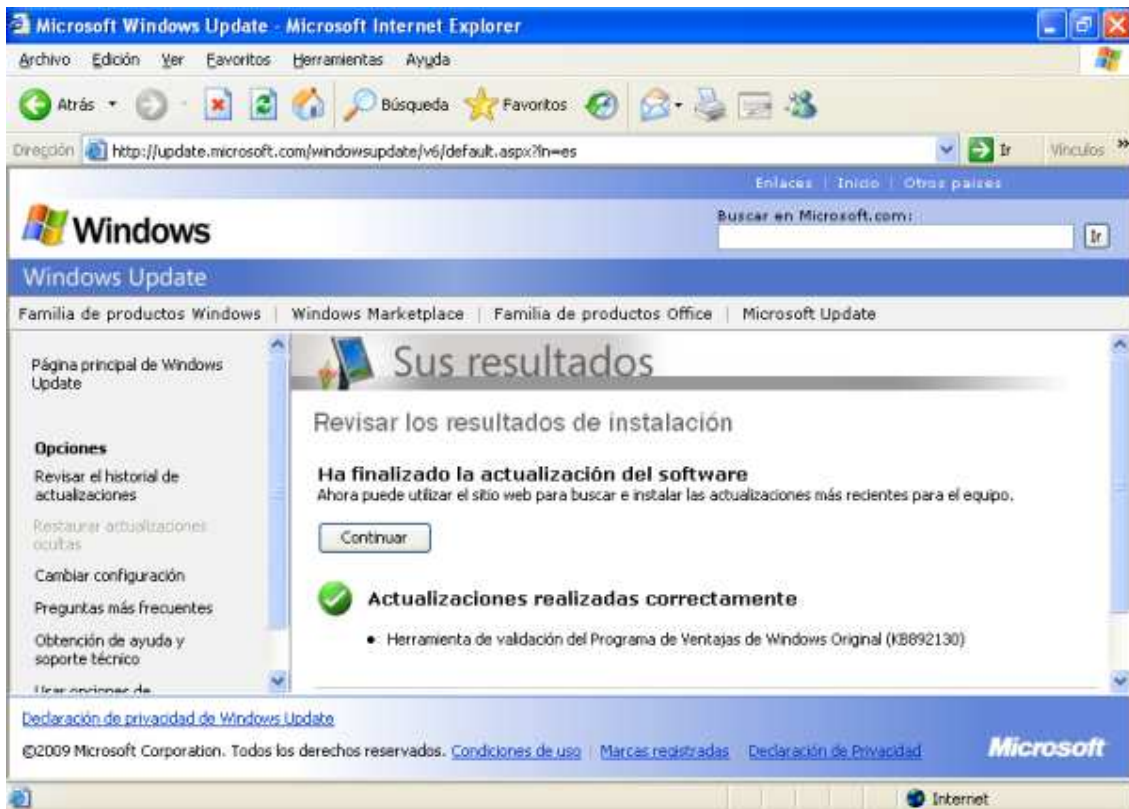 Microsoft Windows Update - Microsoft Internet Explorer
Archivo Edición Ver Favoritos Herramientas Ayuda
Atrás Búsqueda Favoritos
Dirección http://update.microsoft.com/windowsupdate/v6/default.aspx?ln=es Ir Vínculos »
Enlaces | Inicio | Otros países
Windows
Buscar en Microsoft.com:
Ir
Windows Update
Familia de productos Windows | Windows Marketplace | Familia de productos Office | Microsoft Update
Página principal de Windows
Update
Opciones
Revisar el historial de
actualizaciones
Restaurar actualizaciones
ocultas
Cambiar configuración
Preguntas más frecuentes
Obtención de ayuda y
soporte técnico
Usar opciones de
Sus resultados
Revisar los resultados de instalación
Ha finalizado la actualización del software
Ahora puede utilizar el sitio web para buscar e instalar las actualizaciones más recientes para el equipo.
Continuar
Actualizaciones realizadas correctamente
• Herramienta de validación del Programa de Ventajas de Windows Original (KB892130)
Declaración de privacidad de Windows Update
©2009 Microsoft Corporation. Todos los derechos reservados. Condiciones de uso | Marcas registradas | Declaración de Privacidad
Microsoft
Internet